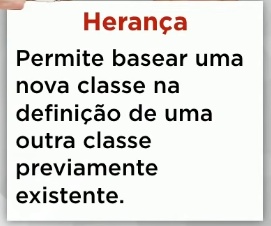 Herança
Permite basear uma
nova classe na
definição de uma
outra classe
previamente
existente.